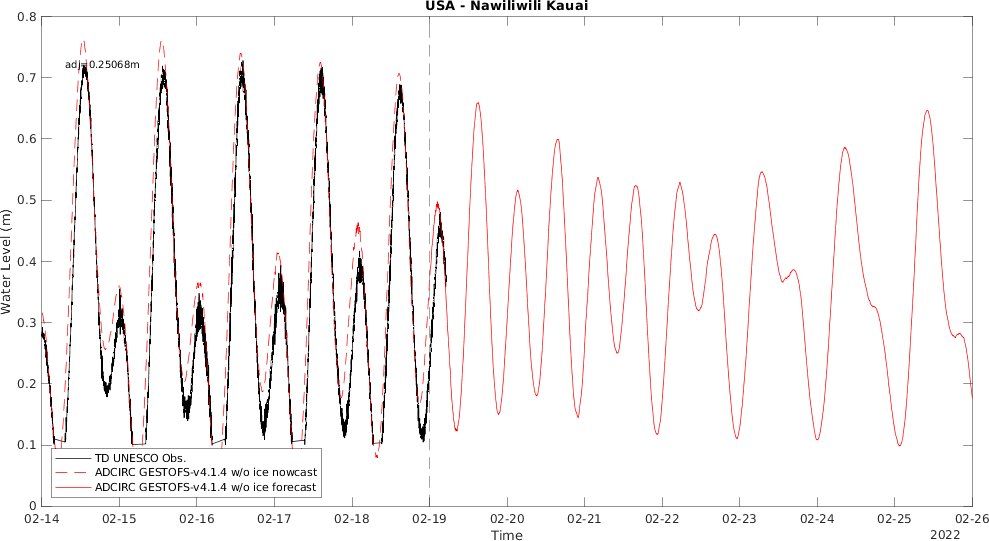 USA - Nawiliwili Kauai
0.8
0.7
0.6
0.5
0.4
0.3
0.2
0.1
0
Water Level (m)
adj=0.25068m
TD UNESCO Obs.
ADCIRC GESTOFS-v4.1.4 w/o ice nowcast
ADCIRC GESTOFS-v4.1.4 w/o ice forecast
02-14 02-15 02-16 02-17 02-18 02-19 02-20 02-21 02-22 02-23 02-24 02-25 02-26
Time
2022